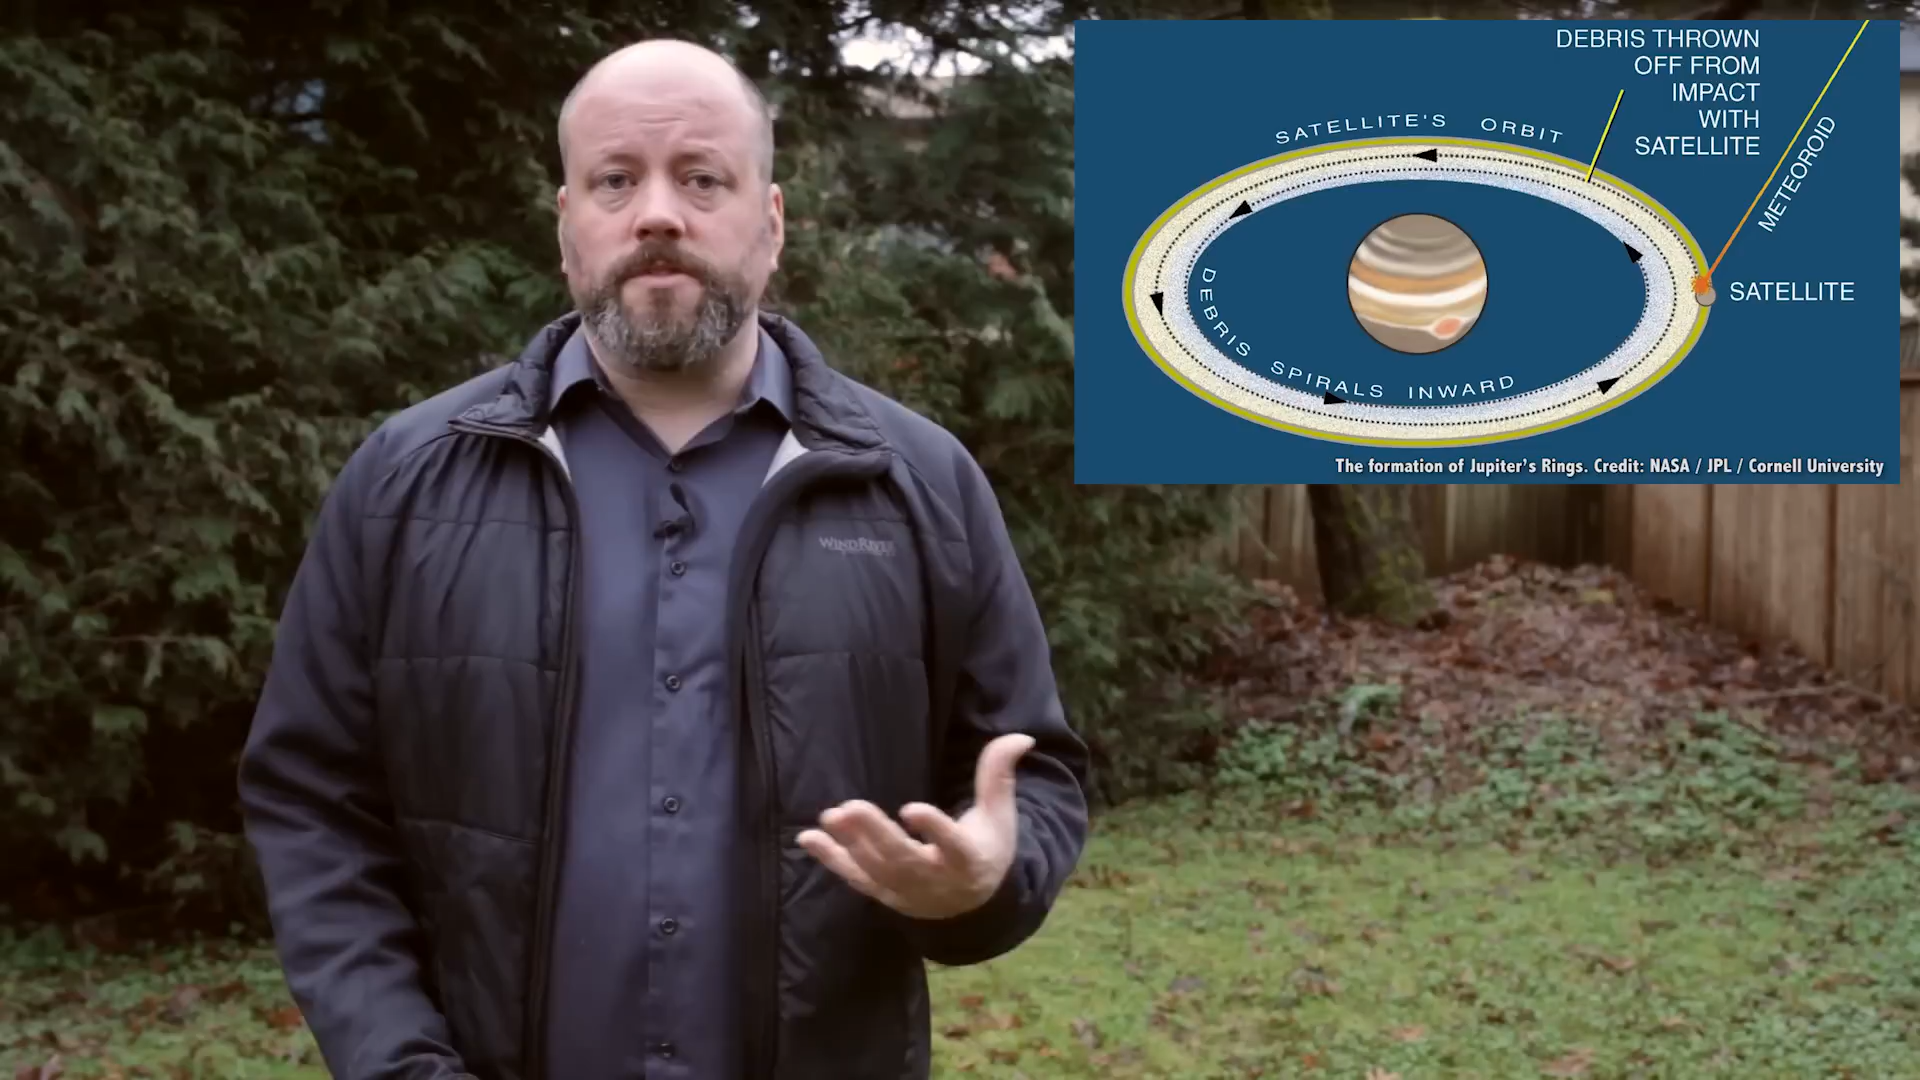 DEBRIS THROWN
OFF FROM
IMPACT
WITH
SATELLITE
SATELLITE'S ORBIT
METEOROID
SATELLITE
DEBRIS SPIRALS INWARD
The formation of Jupiter's Rings. Credit: NASA / JPL / Cornell University
WINDRIVER